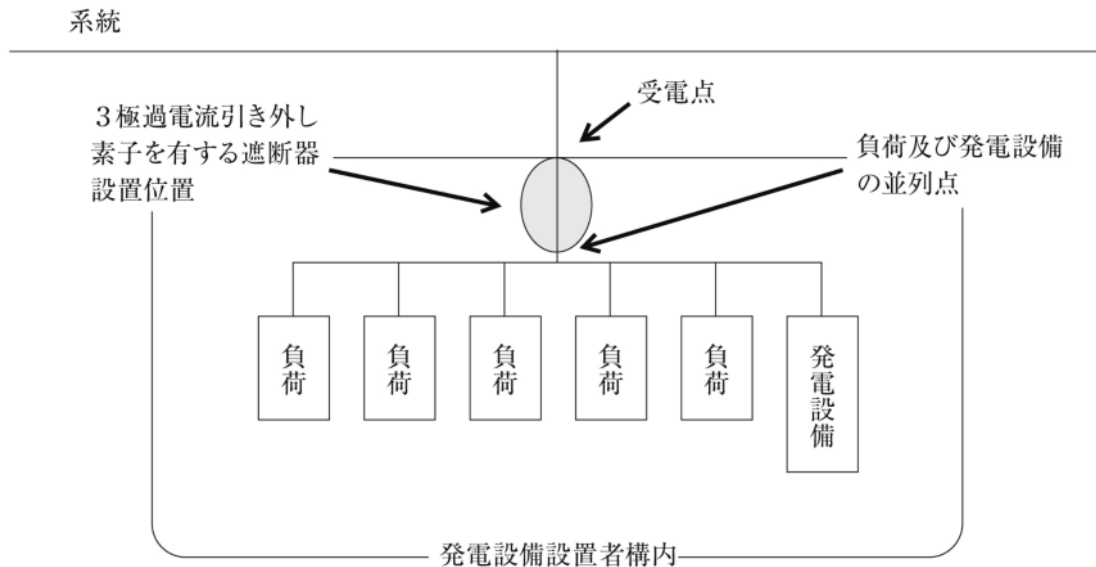 系統
受電点
3極過電流引き外し
素子を有する遮断器
設置位置
負荷及び発電設備
の並列点
負荷
負荷
負荷
負荷
負荷
発電設備
発電設備設置者構内